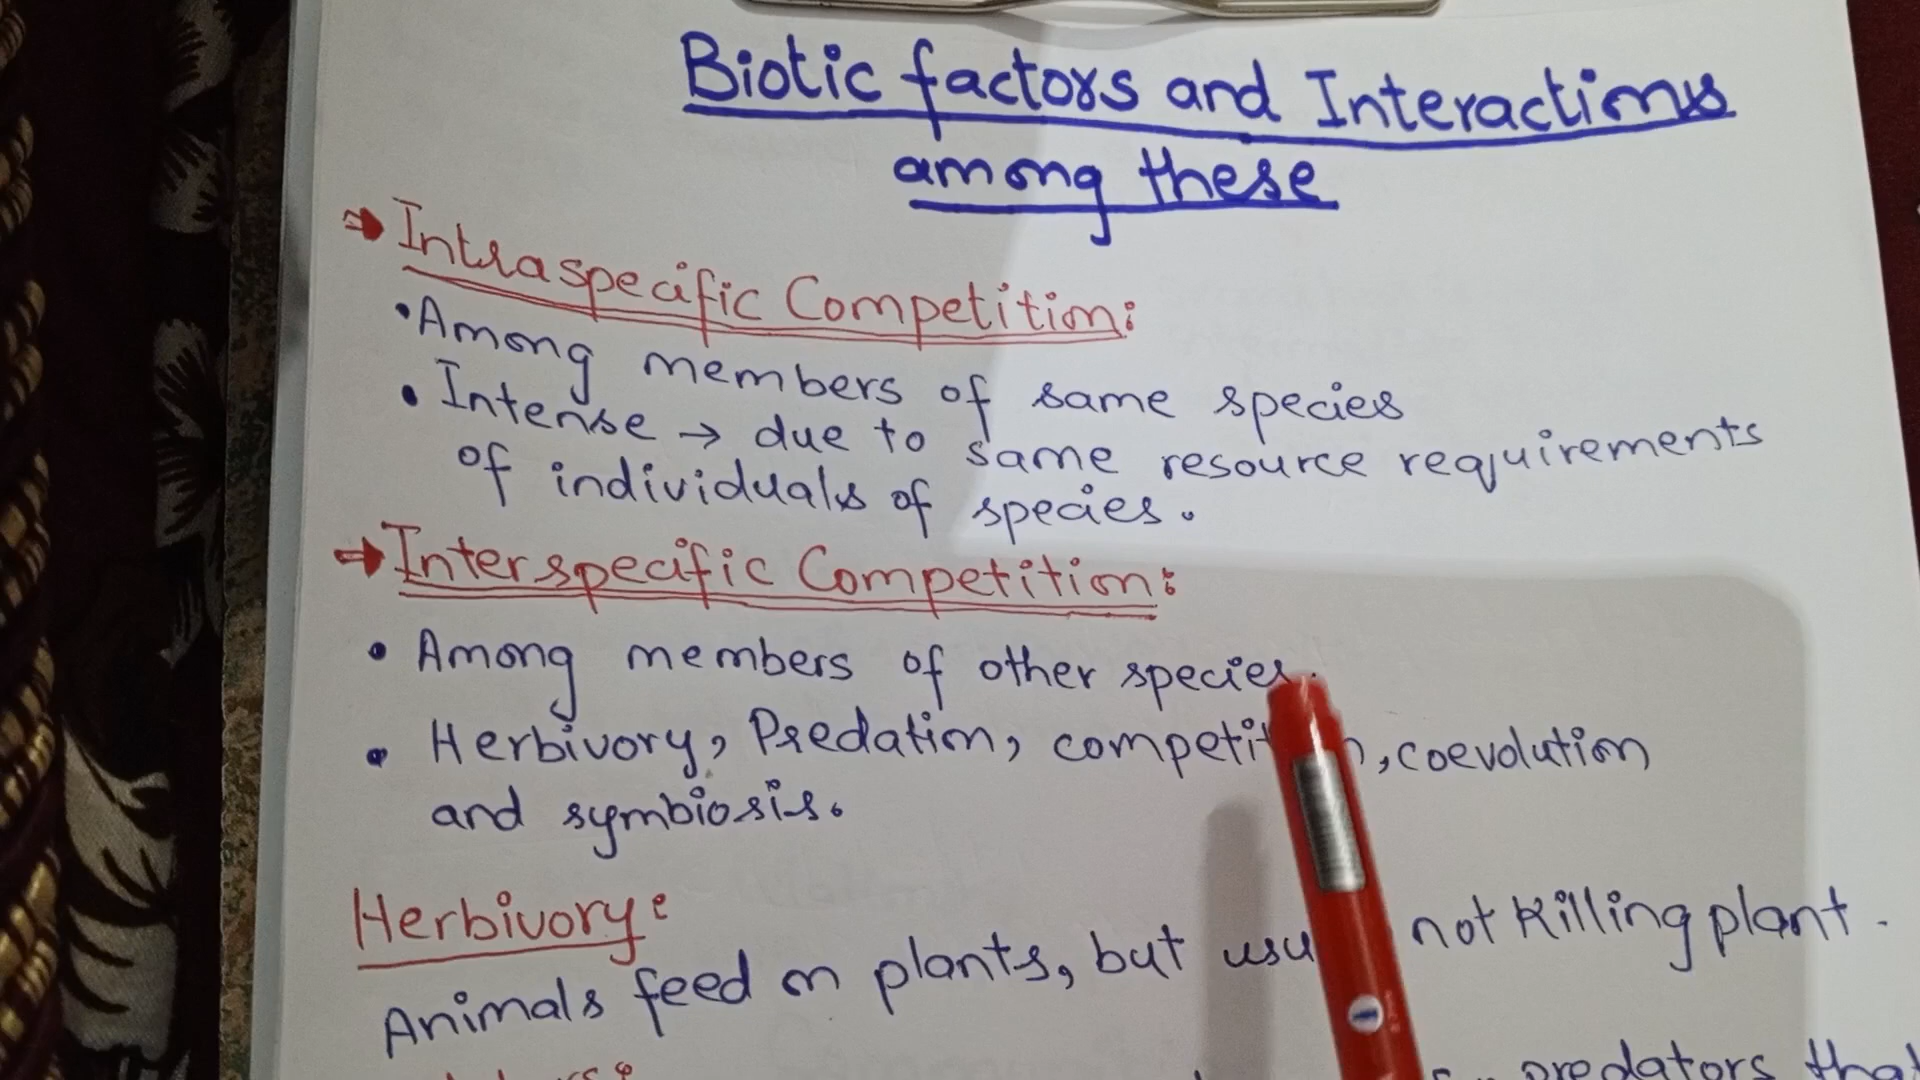 Biotic factors and Interactions
among these
⇒ Intraspecific Competition:
• Among members of same species
• Intense → due to same resource requirements
of individuals of species.
⇒ Interspecific Competition:
• Among members of other species.
• Herbivory, Predation, competition, coevolution
and symbiosis.
Herbivory:
Animals feed on plants, but usu not killing plant.
predators